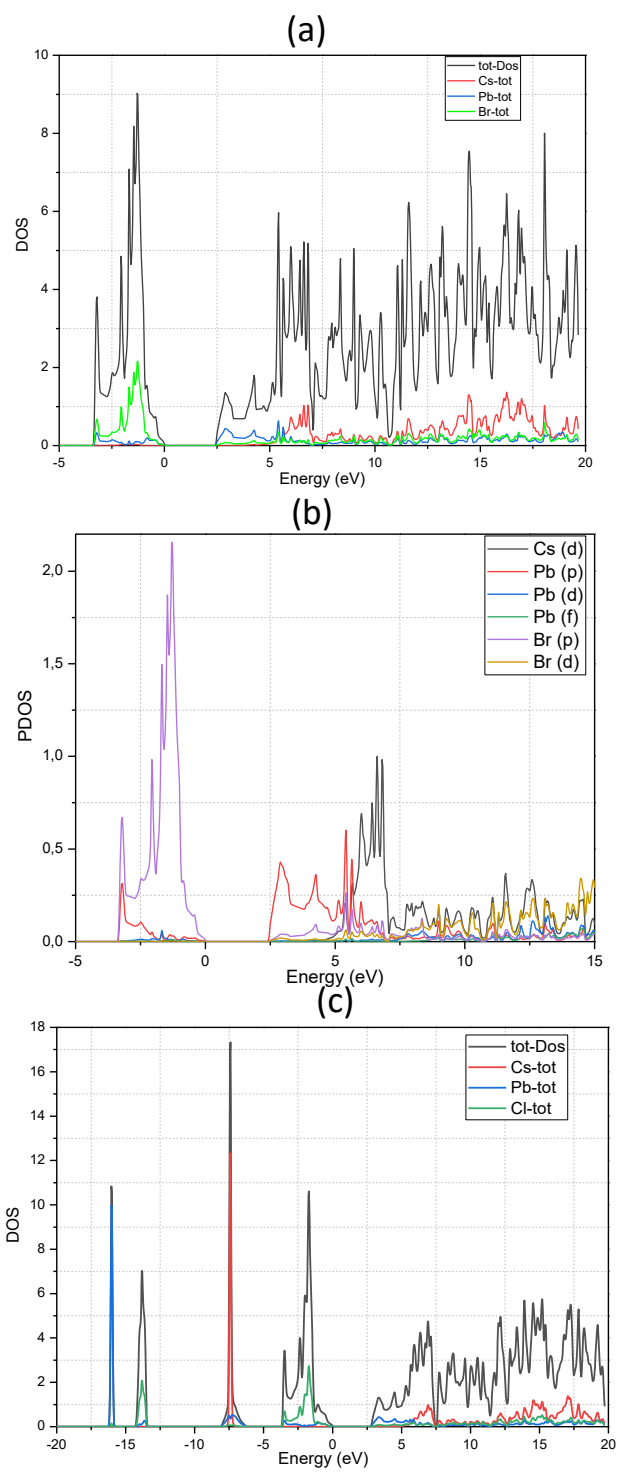 (a)
tot-Dos
Cs-tot
Pb-tot
Br-tot
10
8
6
4
2
0
DOS
-5 0 5 10 15 20
Energy (eV)
(b)
Cs (d)
Pb (p)
Pb (d)
Pb (f)
Br (p)
Br (d)
2,0
1,5
1,0
0,5
0,0
PDOS
-5 0 5 10 15
Energy (eV)
(c)
tot-Dos
Cs-tot
Pb-tot
Cl-tot
18
16
14
12
10
8
6
4
2
0
DOS
-20 -15 -10 -5 0 5 10 15 20
Energy (eV)